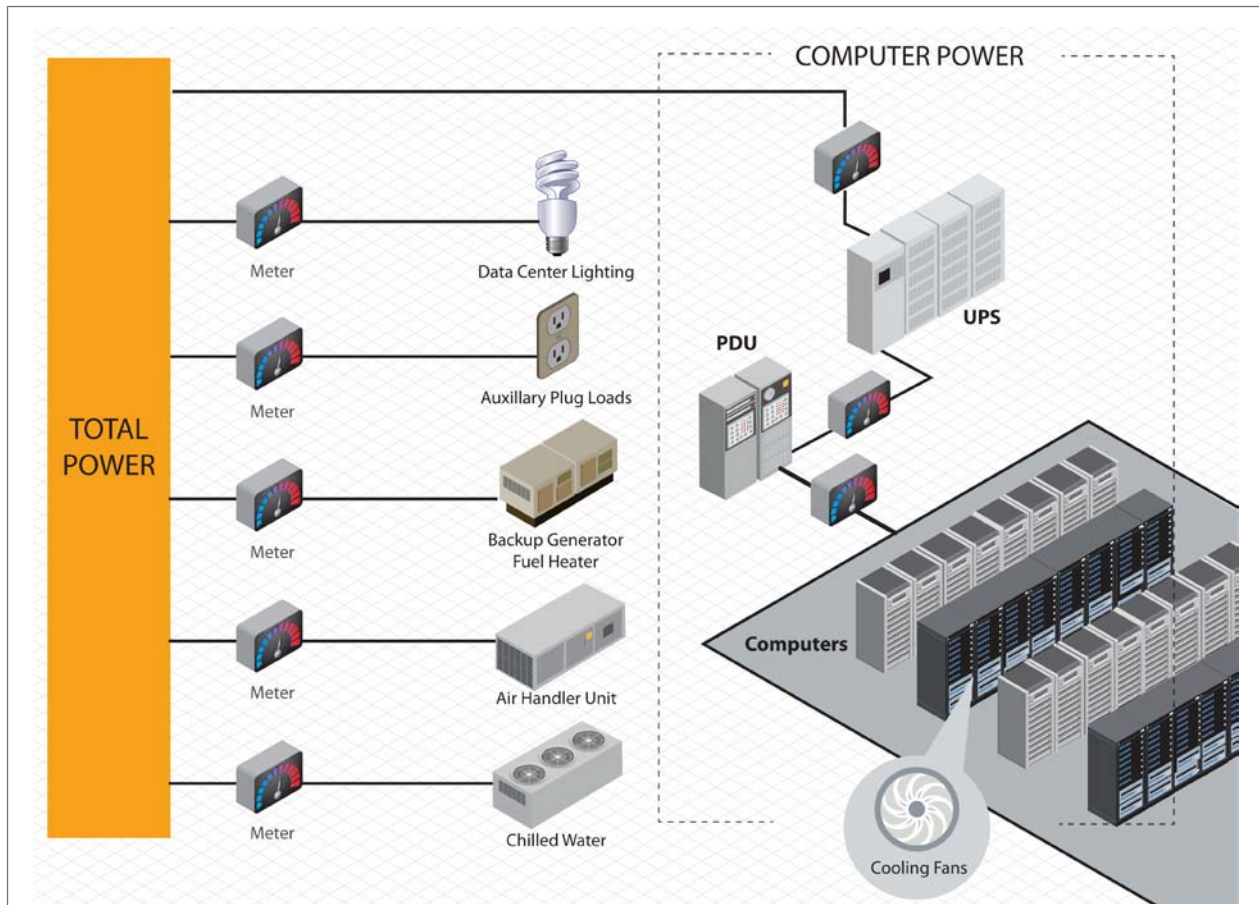 COMPUTER POWER
Meter
Data Center Lighting
UPS
PDU
Meter
Auxillary Plug Loads
TOTAL
POWER
Meter
Backup Generator
Fuel Heater
Computers
Meter
Air Handler Unit
Meter
Chilled Water
Cooling Fans